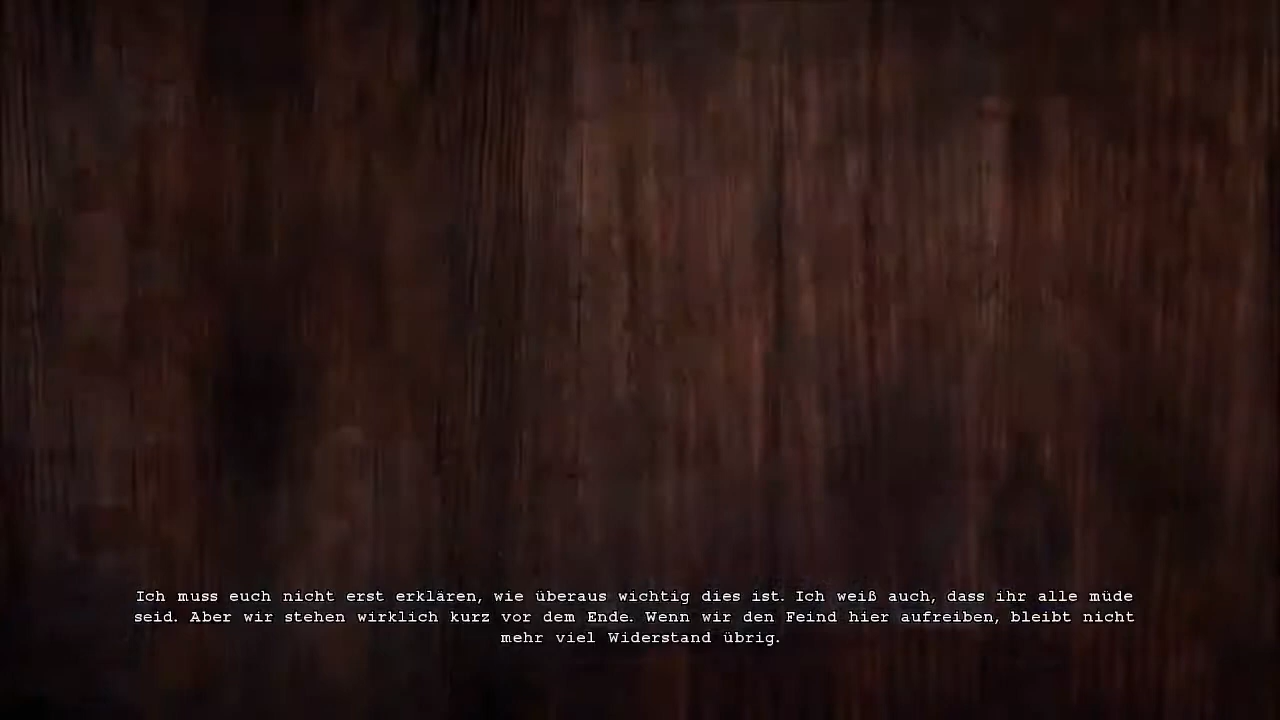 Ich muss euch nicht erst erklären, wie überaus wichtig dies ist. Ich weiß auch, dass ihr alle müde
seid. Aber wir stehen wirklich kurz vor dem Ende. Wenn wir den Feind hier aufreiben, bleibt nicht
mehr viel Widerstand übrig.